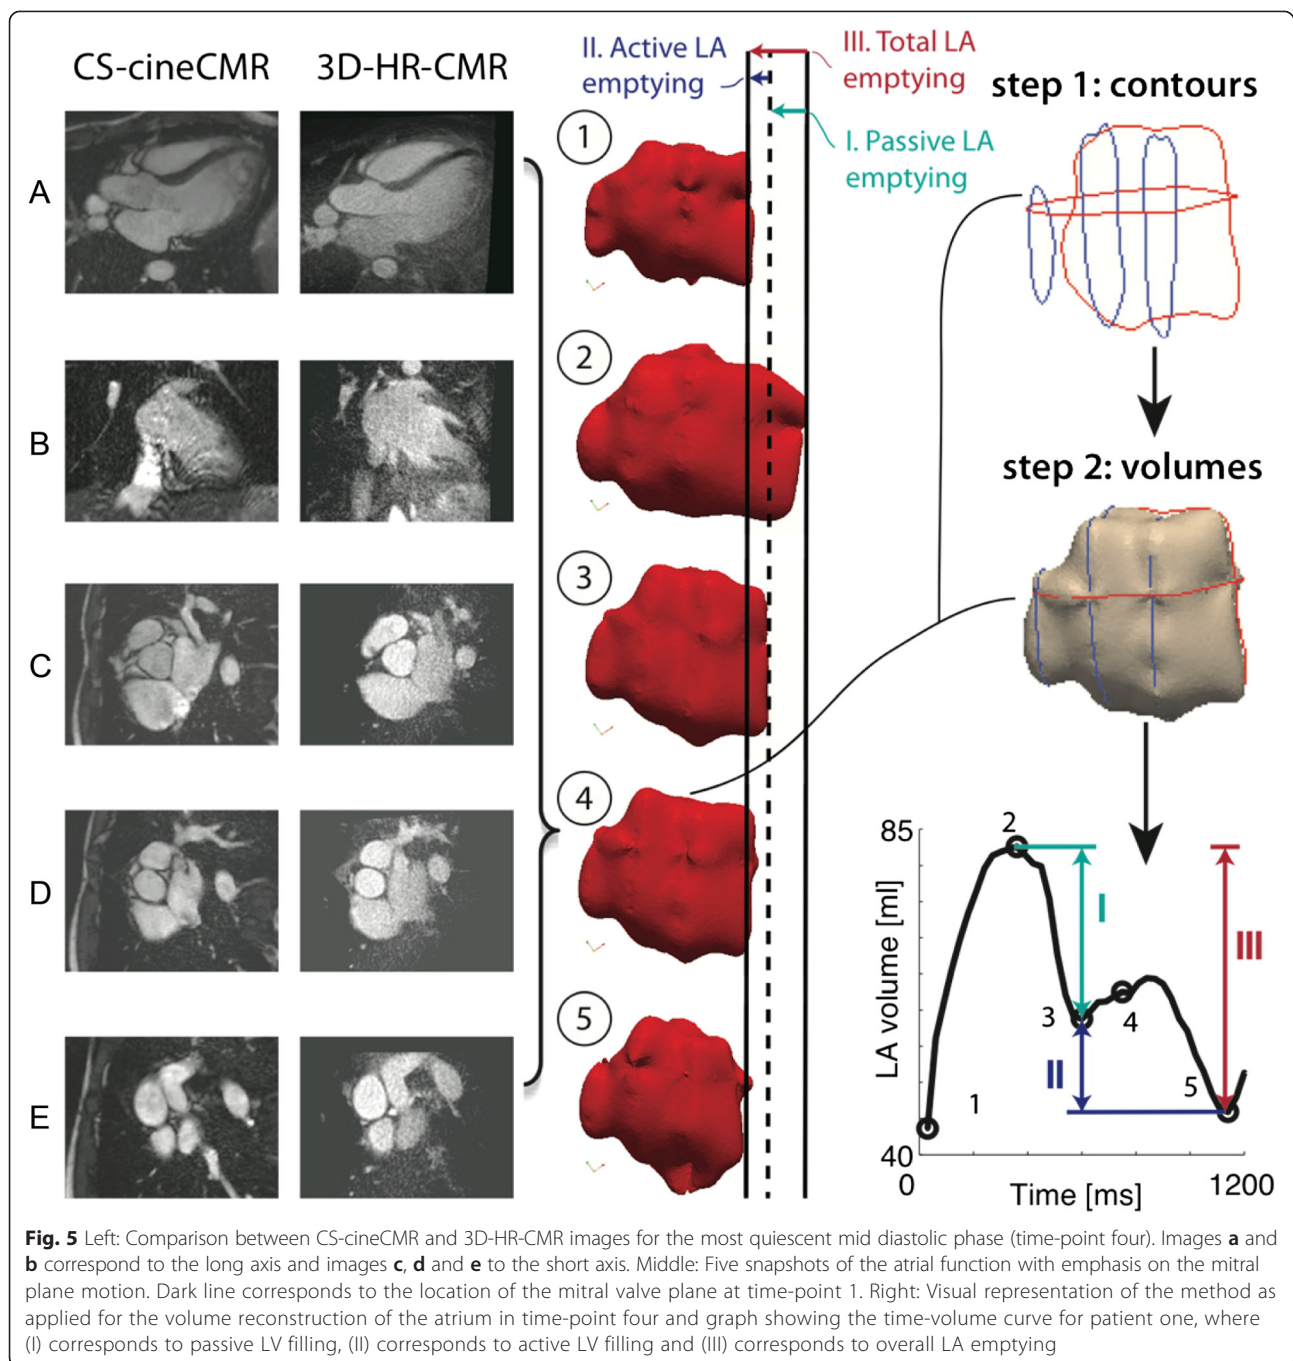 CS-cineCMR
3D-HR-CMR
A
B
C
D
E
II. Active LA
emptying
III. Total LA
emptying
I. Passive LA
emptying
1
2
3
4
5
step 1: contours
step 2: volumes
85
LA volume [ml]
40
0
Time [ms]
1200
1
2
3
4
5
I
II
III
Fig. 5 Left: Comparison between CS-cineCMR and 3D-HR-CMR images for the most quiescent mid diastolic phase (time-point four). Images a and
b correspond to the long axis and images c, d and e to the short axis. Middle: Five snapshots of the atrial function with emphasis on the mitral
plane motion. Dark line corresponds to the location of the mitral valve plane at time-point 1. Right: Visual representation of the method as
applied for the volume reconstruction of the atrium in time-point four and graph showing the time-volume curve for patient one, where
(I) corresponds to passive LV filling, (II) corresponds to active LV filling and (III) corresponds to overall LA emptying